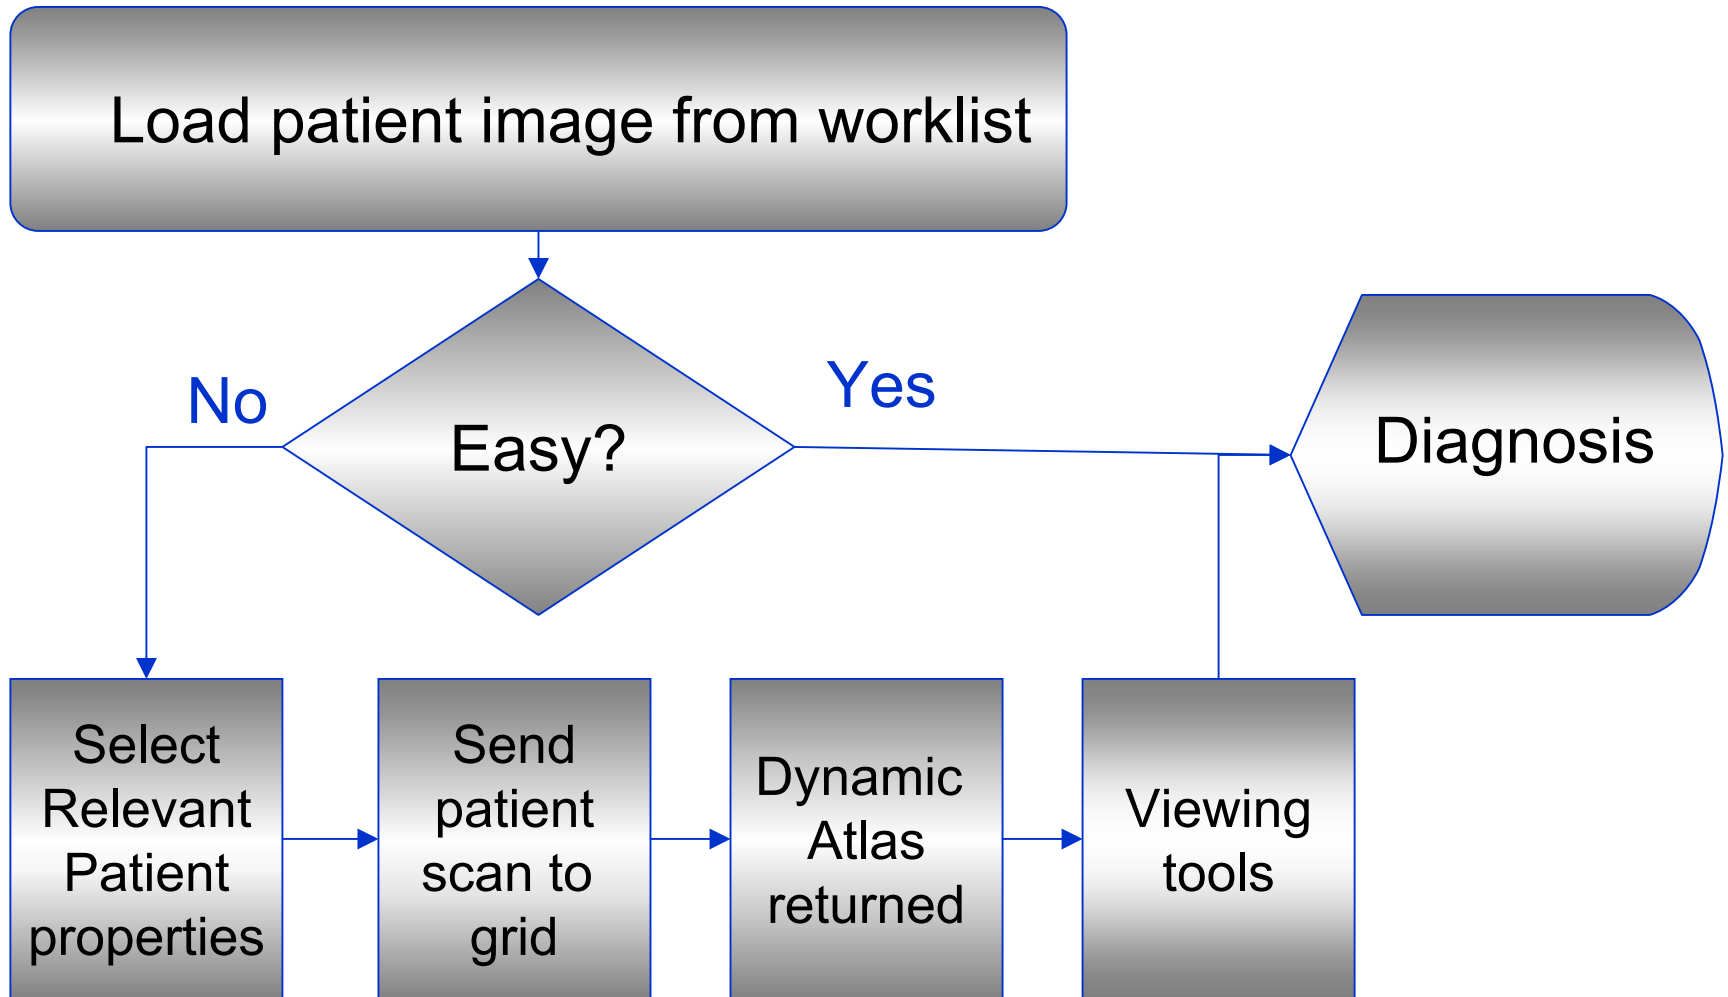 Load patient image from worklist
No
Yes
Easy?
Diagnosis
Select
Relevant
Patient
properties
Send
patient
scan to
grid
Dynamic
Atlas
returned
Viewing
tools